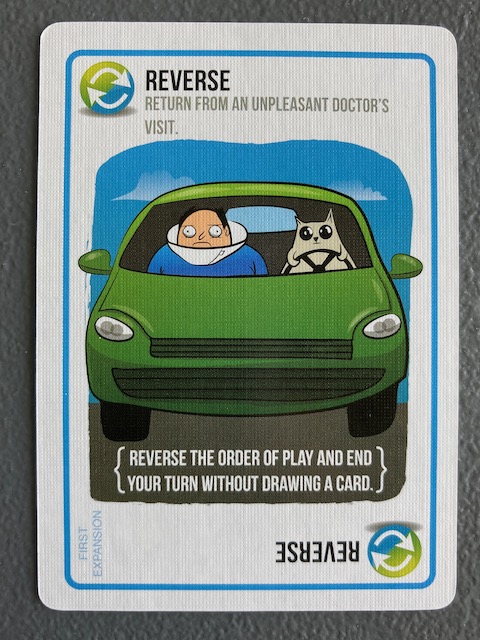 REVERSE
RETURN FROM AN UNPLEASANT DOCTOR'S
VISIT.
REVERSE THE ORDER OF PLAY AND END
YOUR TURN WITHOUT DRAWING A CARD.
FIRST
EXPANSION
REVERSE